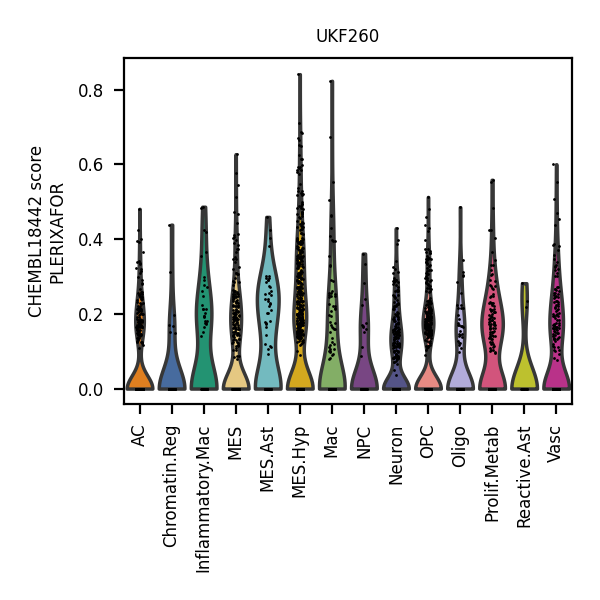 UKF260
CHEMBL18442 score
PLERIXAFOR
0.8
0.6
0.4
0.2
0.0
AC
Chromatin.Reg
Inflammatory.Mac
MES
MES.Ast
MES.Hyp
Mac
NPC
Neuron
OPC
Oligo
Prolif.Metab
Reactive.Ast
Vasc